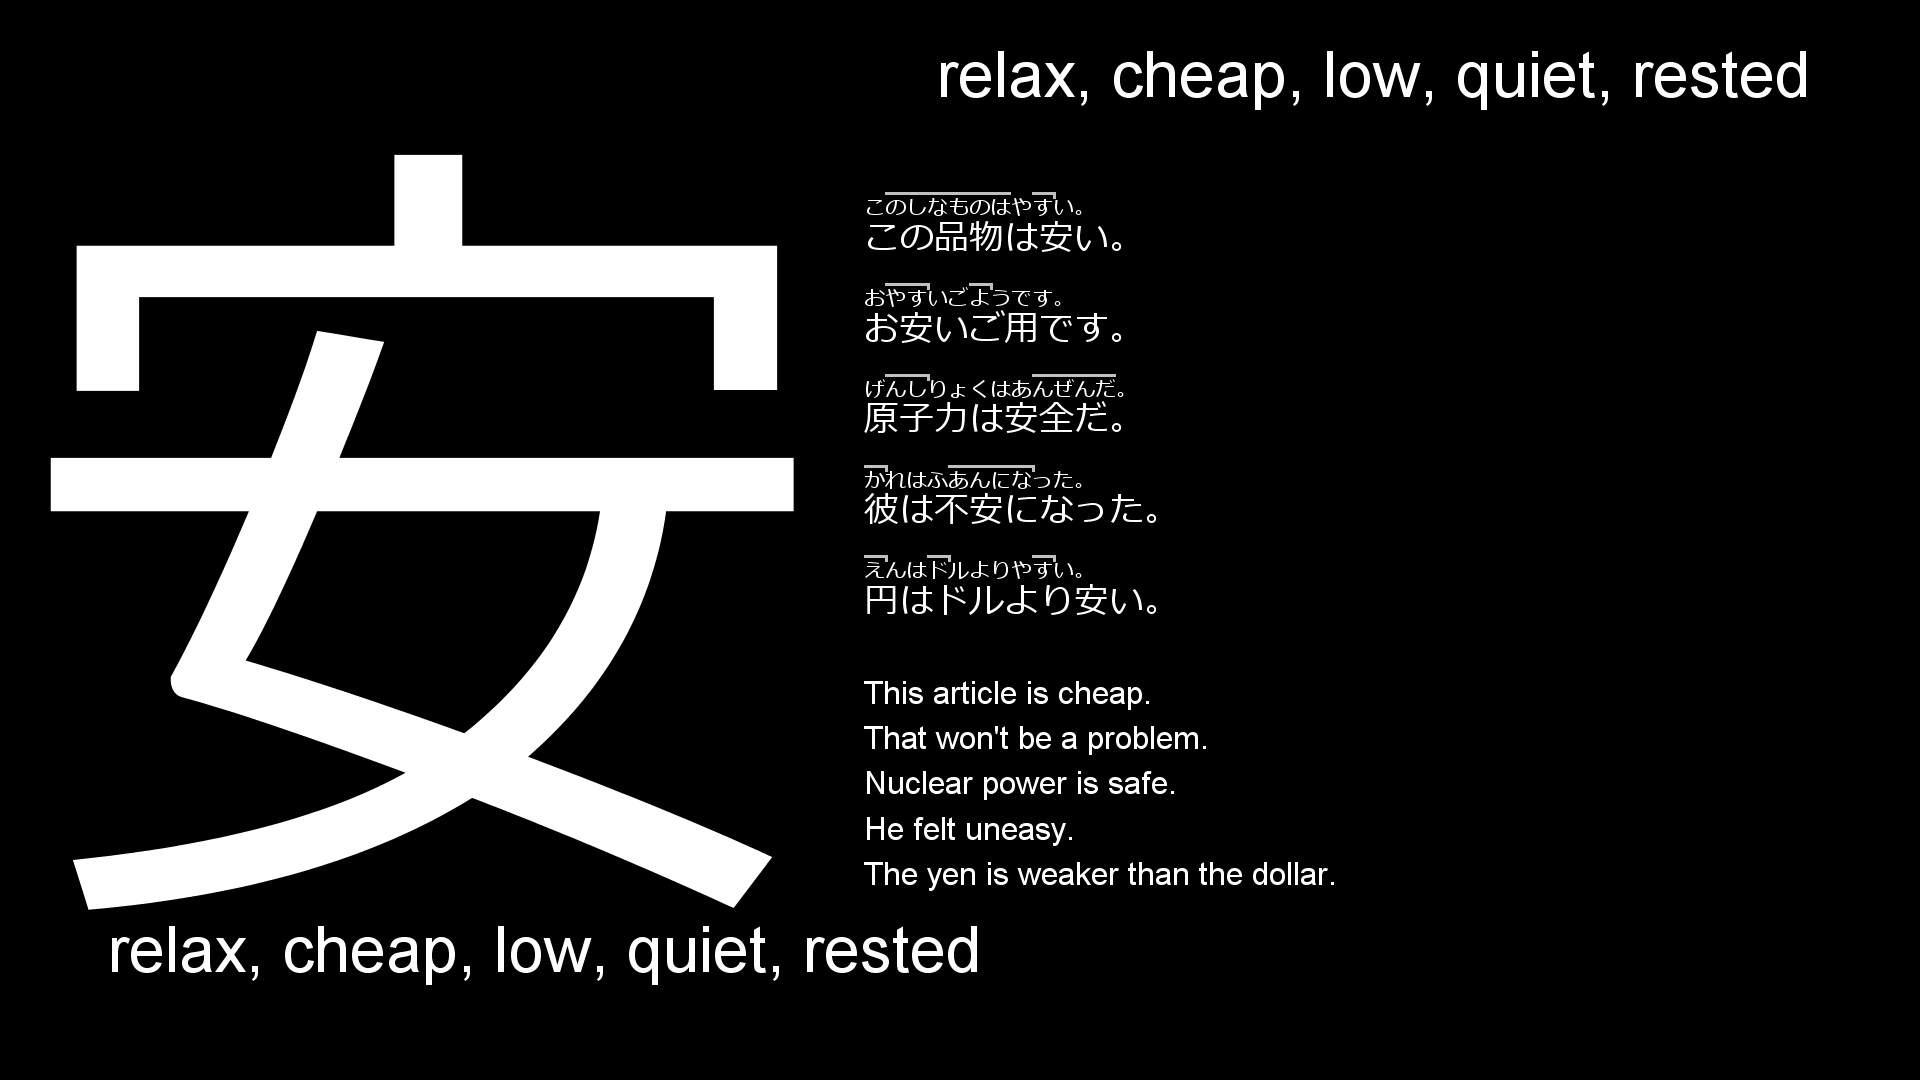 relax, cheap, low, quiet, rested
安
このしなものはやすい。
この品物は安い。
おやすいごようです。
お安いご用です。
げんしりょくはあんぜんだ。
原子力は安全だ。
かれはふあんになった。
彼は不安になった。
えんはドルよりやすい。
円はドルより安い。
This article is cheap.
That won't be a problem.
Nuclear power is safe.
He felt uneasy.
The yen is weaker than the dollar.
relax, cheap, low, quiet, rested